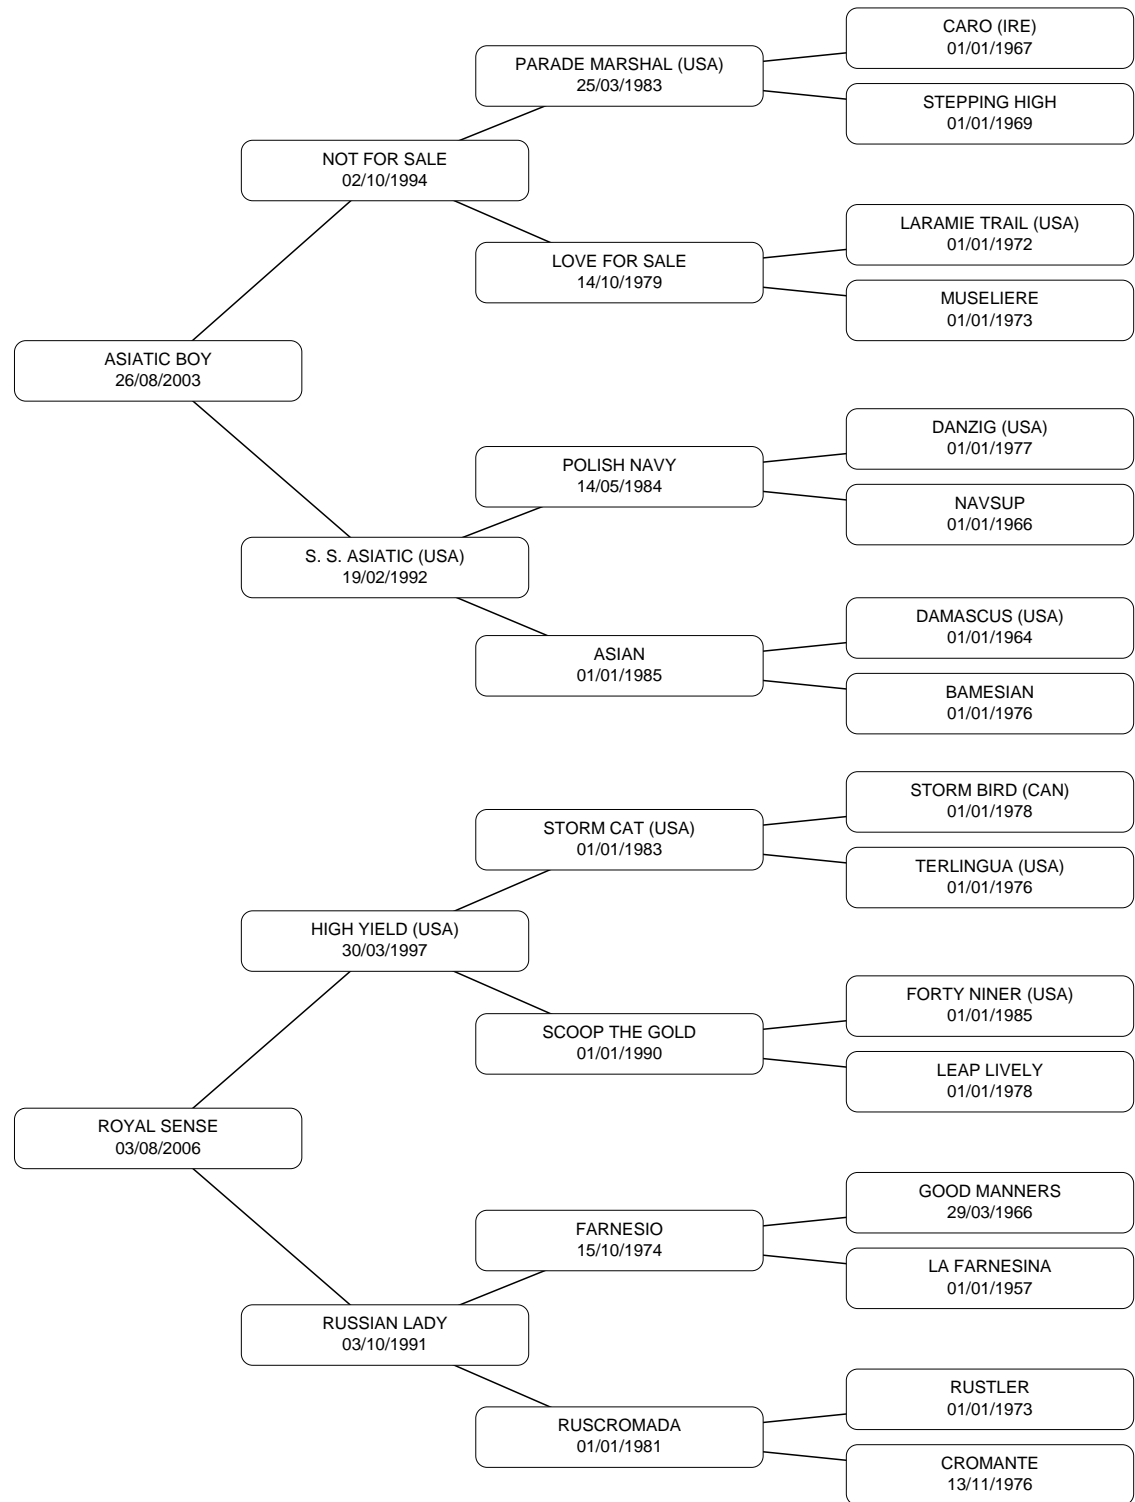 CARO (IRE)
01/01/1967
PARADE MARSHAL (USA)
25/03/1983
STEPPING HIGH
01/01/1969
NOT FOR SALE
02/10/1994
LARAMIE TRAIL (USA)
01/01/1972
LOVE FOR SALE
14/10/1979
MUSELIERE
01/01/1973
ASIATIC BOY
26/08/2003
DANZIG (USA)
01/01/1977
POLISH NAVY
14/05/1984
NAVSUP
01/01/1966
S. S. ASIATIC (USA)
19/02/1992
DAMASCUS (USA)
01/01/1964
ASIAN
01/01/1985
BAMESIAN
01/01/1976
STORM BIRD (CAN)
01/01/1978
STORM CAT (USA)
01/01/1983
TERLINGUA (USA)
01/01/1976
HIGH YIELD (USA)
30/03/1997
FORTY NINER (USA)
01/01/1985
SCOOP THE GOLD
01/01/1990
LEAP LIVELY
01/01/1978
ROYAL SENSE
03/08/2006
GOOD MANNERS
29/03/1966
FARNESIO
15/10/1974
LA FARNESINA
01/01/1957
RUSSIAN LADY
03/10/1991
RUSTLER
01/01/1973
RUSCROMADA
01/01/1981
CROMANTE
13/11/1976